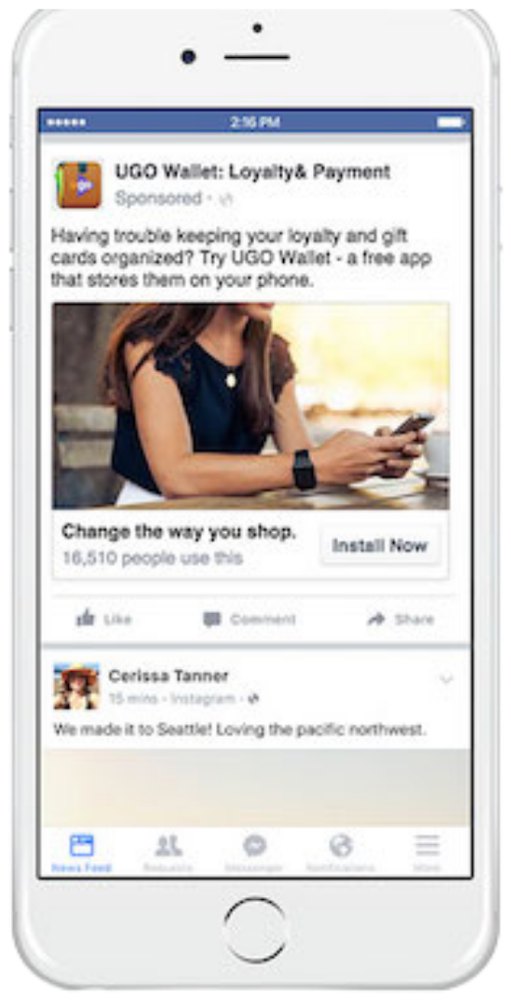 2:16 PM
UGO Wallet: Loyalty& Payment
Sponsored ·
Having trouble keeping your loyalty and gift
cards organized? Try UGO Wallet - a free app
that stores them on your phone.
Change the way you shop.
16,510 people use this
Install Now
Like Comment Share
Cerissa Tanner
15 mins · Instagram ·
We made it to Seattle! Loving the pacific northwest.
News Feed Requests Messenger Notifications More